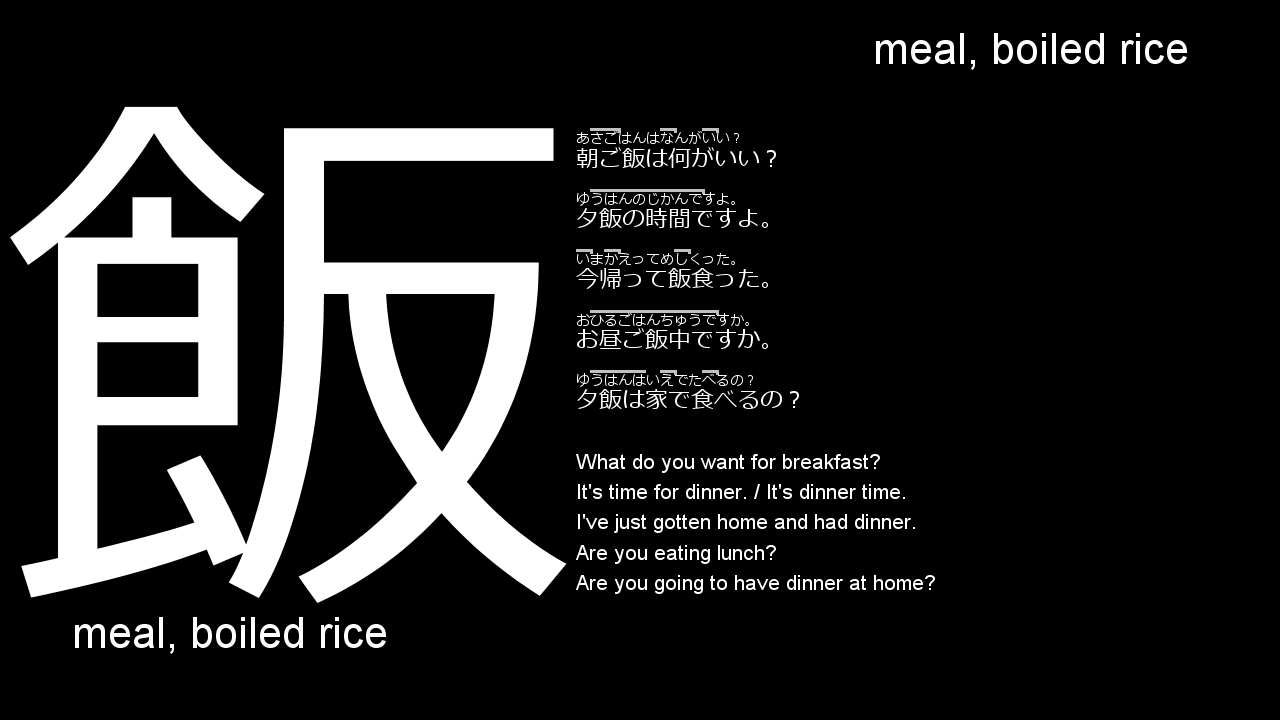 meal, boiled rice
飯
あさごはんはなんがいい？
朝ご飯は何がいい？
ゆうはんのじかんですよ。
夕飯の時間ですよ。
いまかえってめしくった。
今帰って飯食った。
おひるごはんちゅうですか。
お昼ご飯中ですか。
ゆうはんはいえでたべるの？
夕飯は家で食べるの？
What do you want for breakfast?
It's time for dinner. / It's dinner time.
I've just gotten home and had dinner.
Are you eating lunch?
Are you going to have dinner at home?
meal, boiled rice